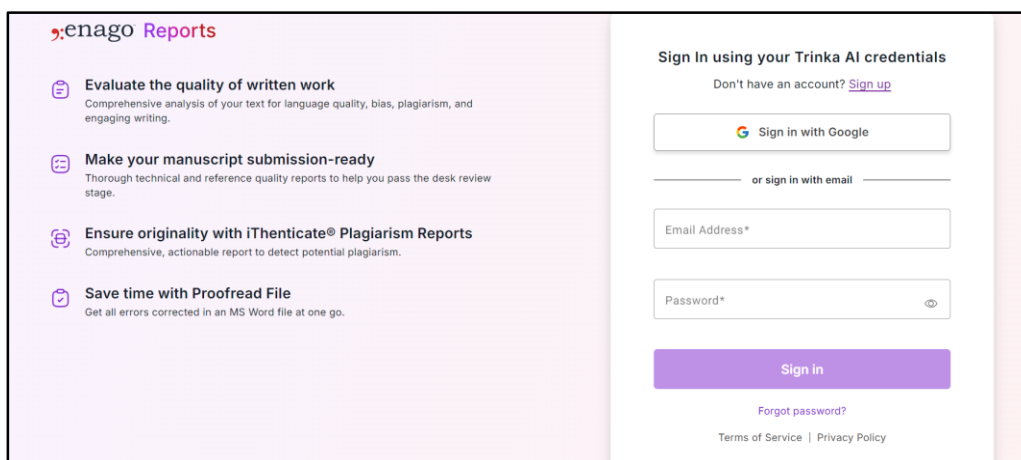 enago Reports
Evaluate the quality of written work
Comprehensive analysis of your text for language quality, bias, plagiarism, and
engaging writing.
Make your manuscript submission-ready
Thorough technical and reference quality reports to help you pass the desk review
stage.
Ensure originality with iThenticate® Plagiarism Reports
Comprehensive, actionable report to detect potential plagiarism.
Save time with Proofread File
Get all errors corrected in an MS Word file at one go.
Sign In using your Trinka AI credentials
Don't have an account? Sign up
Sign in with Google
or sign in with email
Email Address*
Password*
Sign in
Forgot password?
Terms of Service | Privacy Policy